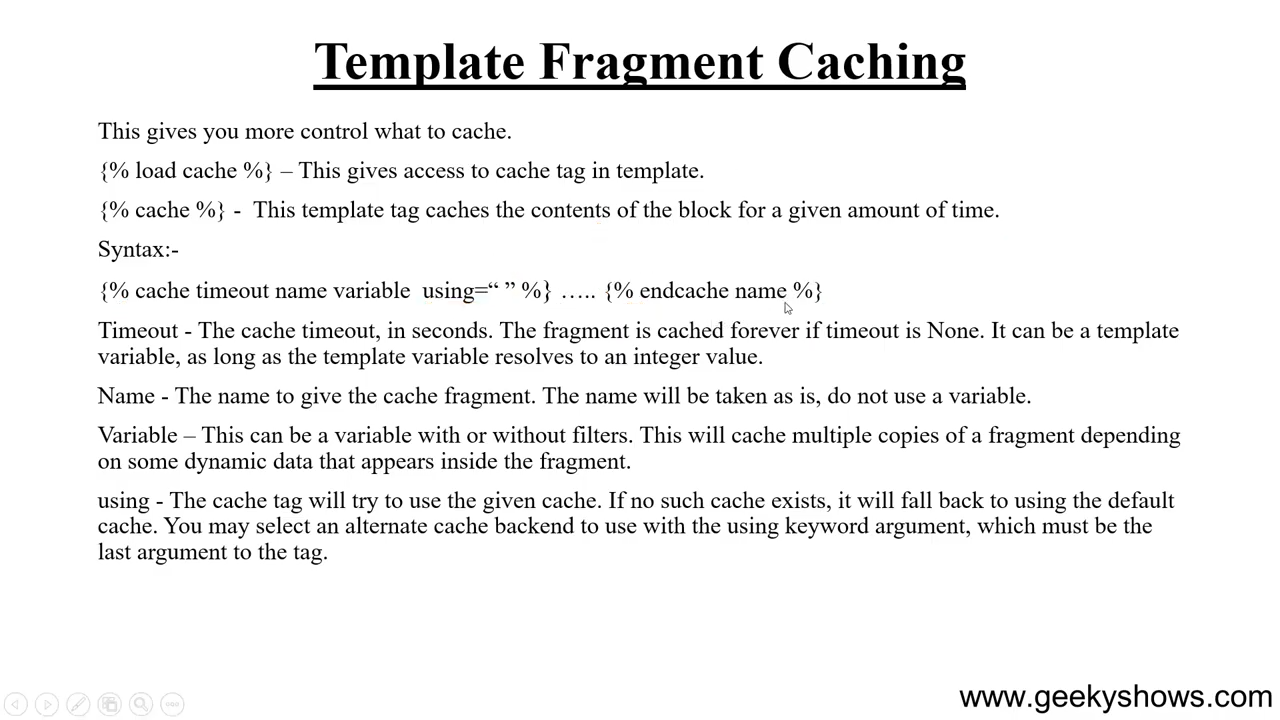 Template Fragment Caching
This gives you more control what to cache.
{% load cache %} – This gives access to cache tag in template.
{% cache %} -  This template tag caches the contents of the block for a given amount of time.
Syntax:-
{% cache timeout name variable  using=“ ” %} ….. {% endcache name %}
Timeout - The cache timeout, in seconds. The fragment is cached forever if timeout is None. It can be a template
variable, as long as the template variable resolves to an integer value.
Name - The name to give the cache fragment. The name will be taken as is, do not use a variable.
Variable – This can be a variable with or without filters. This will cache multiple copies of a fragment depending
on some dynamic data that appears inside the fragment.
using - The cache tag will try to use the given cache. If no such cache exists, it will fall back to using the default
cache. You may select an alternate cache backend to use with the using keyword argument, which must be the
last argument to the tag.
www.geekyshows.com